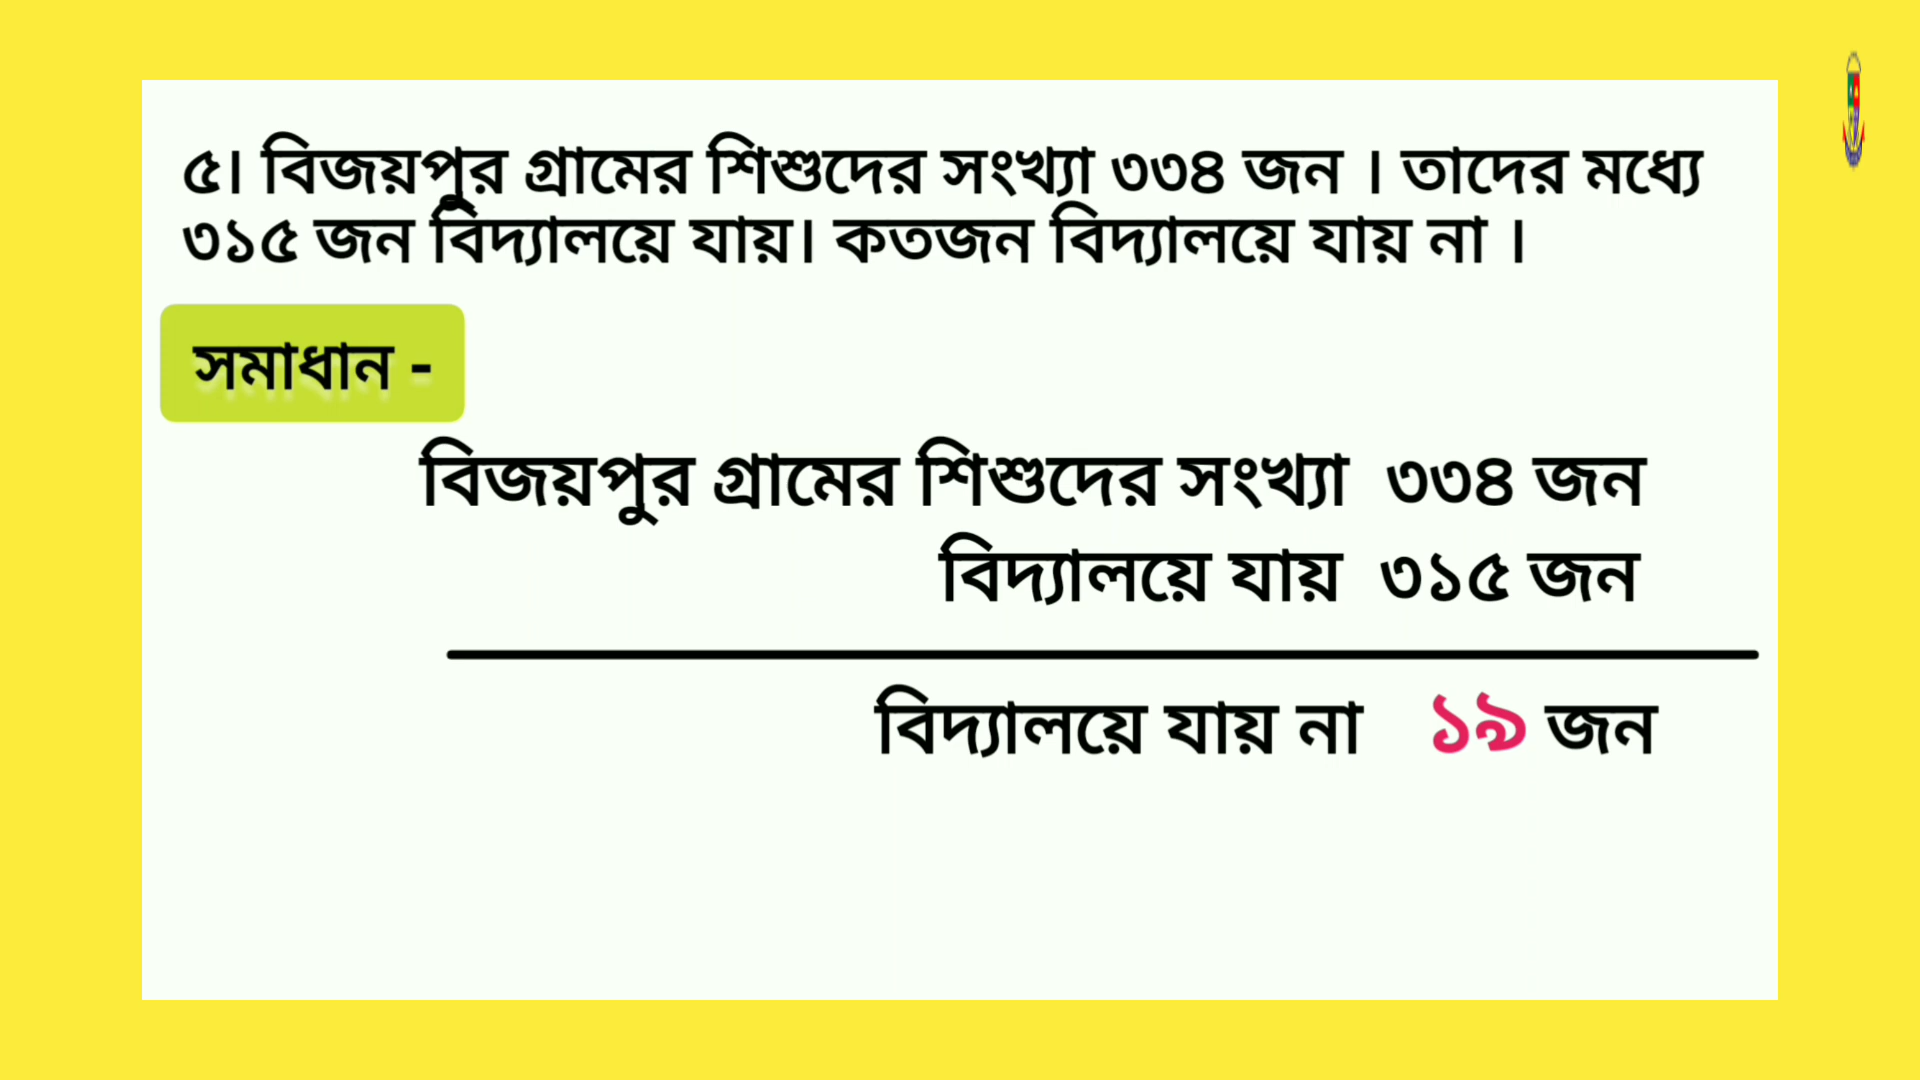 ৫। বিজয়পুর গ্রামের শিশুদের সংখ্যা ৩৩৪ জন । তাদের মধ্যে
৩১৫ জন বিদ্যালয়ে যায়। কতজন বিদ্যালয়ে যায় না ।
সমাধান -
বিজয়পুর গ্রামের শিশুদের সংখ্যা ৩৩৪ জন
বিদ্যালয়ে যায় ৩১৫ জন
বিদ্যালয়ে যায় না ১৯ জন